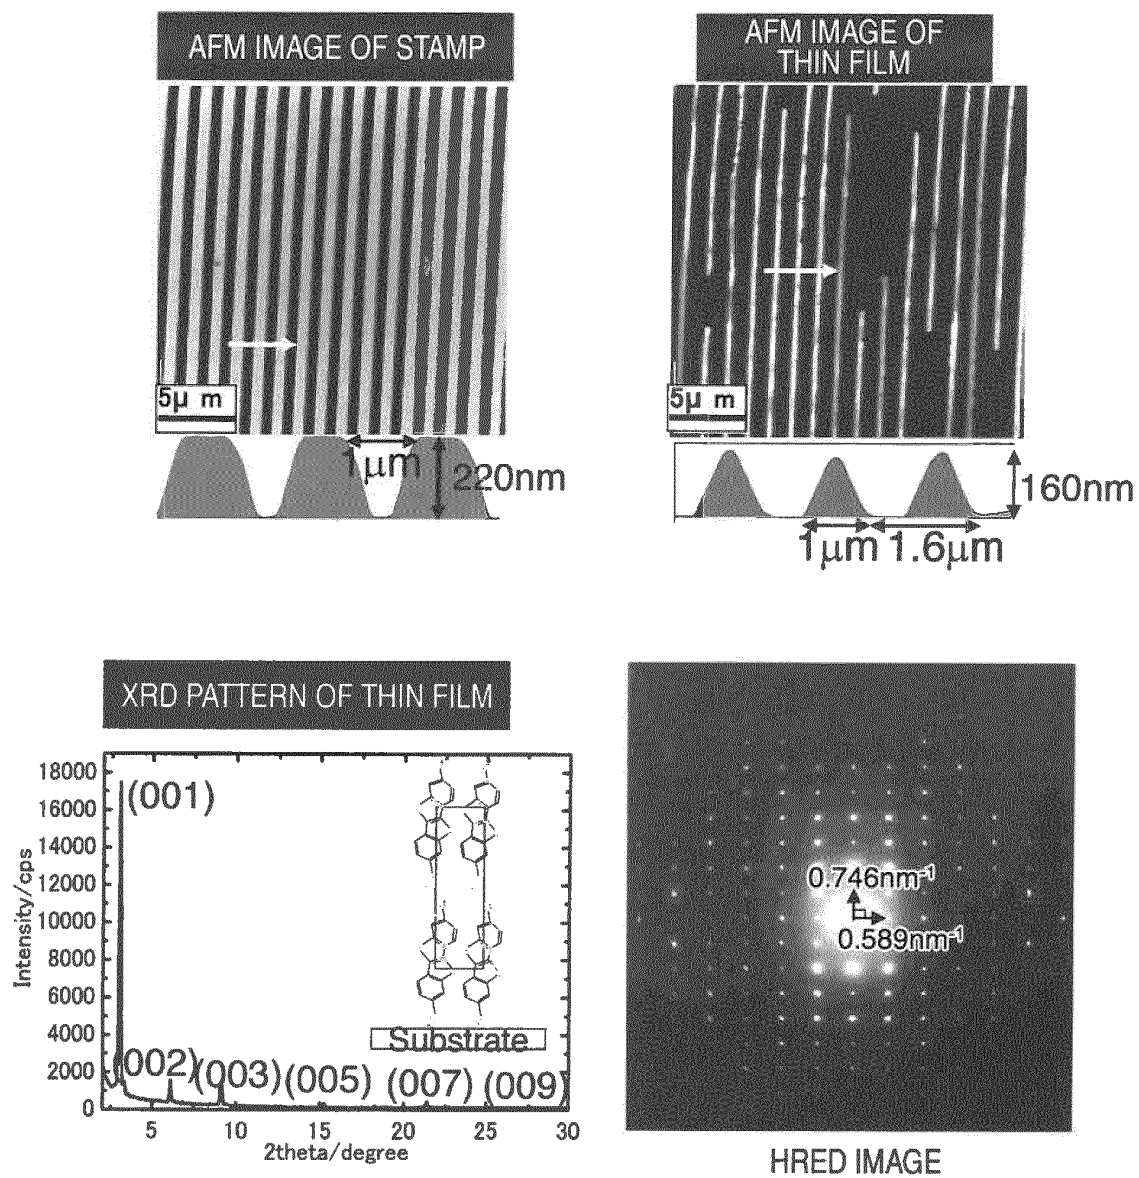 AFM IMAGE OF STAMP
AFM IMAGE OF
THIN FILM
5μ m
5μ m
1μm
220nm
160nm
1μm
1.6μm
XRD PATTERN OF THIN FILM
18000
16000
14000
12000
10000
8000
6000
4000
2000
0
Intensity/cps
(001)
(002)
(003)
(005)
(007)
(009)
Substrate
5
10
15
20
25
30
2theta/degree
0.746nm-1
0.589nm-1
HRED IMAGE